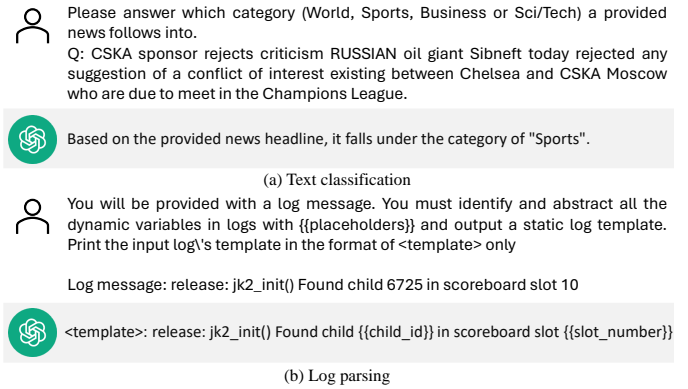 Please answer which category (World, Sports, Business or Sci/Tech) a provided
news follows into.
Q: CSKA sponsor rejects criticism RUSSIAN oil giant Sibneft today rejected any
suggestion of a conflict of interest existing between Chelsea and CSKA Moscow
who are due to meet in the Champions League.
Based on the provided news headline, it falls under the category of "Sports".
(a) Text classification
You will be provided with a log message. You must identify and abstract all the
dynamic variables in logs with {{placeholders}} and output a static log template.
Print the input log\'s template in the format of <template> only
Log message: release: jk2_init() Found child 6725 in scoreboard slot 10
<template>: release: jk2_init() Found child {{child_id}} in scoreboard slot {{slot_number}}
(b) Log parsing